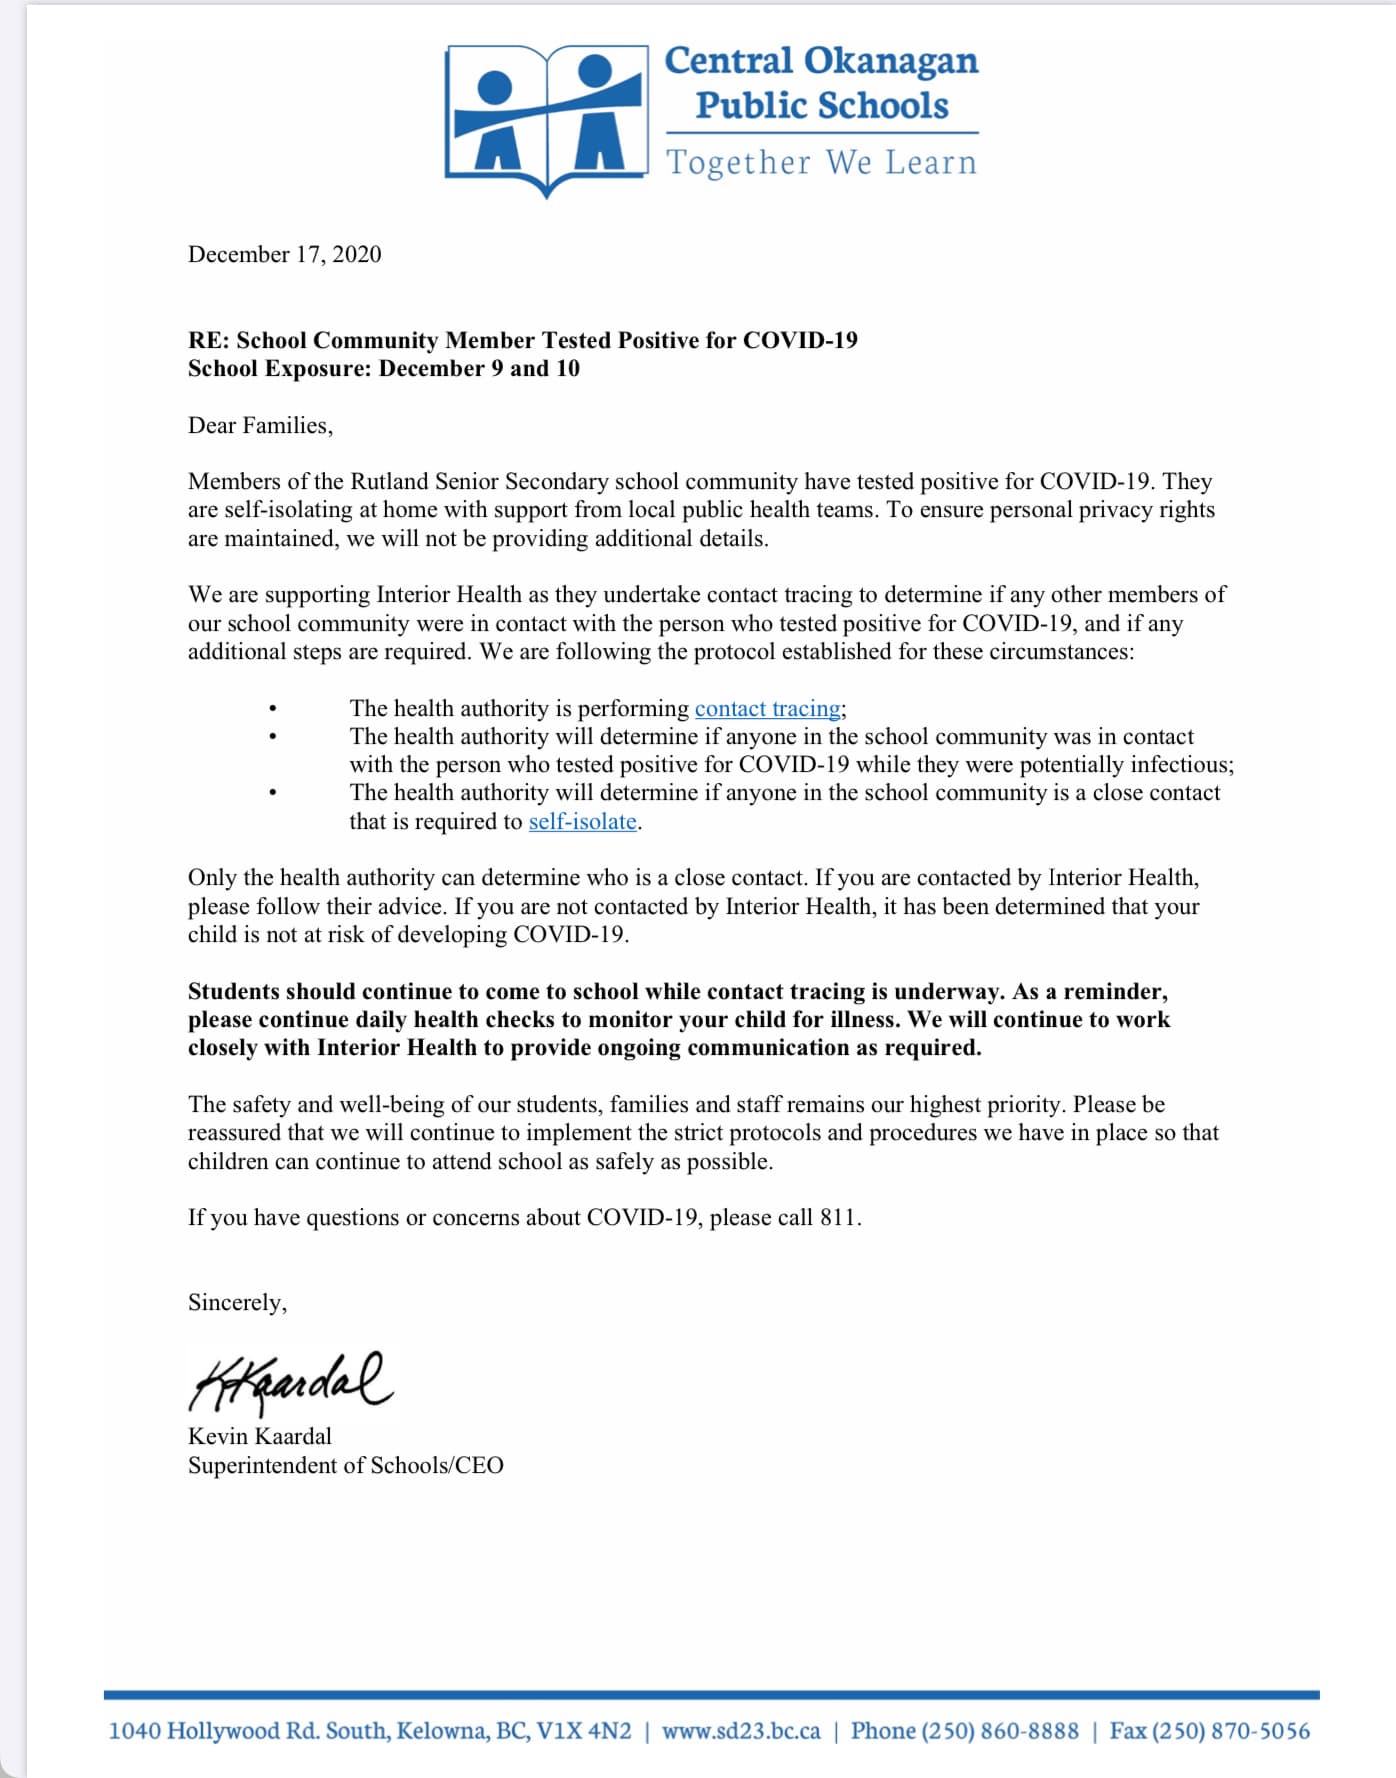 Central Okanagan
Public Schools
Together We Learn
December 17, 2020
RE: School Community Member Tested Positive for COVID-19
School Exposure: December 9 and 10
Dear Families,
Members of the Rutland Senior Secondary school community have tested positive for COVID-19. They
are self-isolating at home with support from local public health teams. To ensure personal privacy rights
are maintained, we will not be providing additional details.
We are supporting Interior Health as they undertake contact tracing to determine if any other members of
our school community were in contact with the person who tested positive for COVID-19, and if any
additional steps are required. We are following the protocol established for these circumstances:
• The health authority is performing contact tracing;
• The health authority will determine if anyone in the school community was in contact
with the person who tested positive for COVID-19 while they were potentially infectious;
• The health authority will determine if anyone in the school community is a close contact
that is required to self-isolate.
Only the health authority can determine who is a close contact. If you are contacted by Interior Health,
please follow their advice. If you are not contacted by Interior Health, it has been determined that your
child is not at risk of developing COVID-19.
Students should continue to come to school while contact tracing is underway. As a reminder,
please continue daily health checks to monitor your child for illness. We will continue to work
closely with Interior Health to provide ongoing communication as required.
The safety and well-being of our students, families and staff remains our highest priority. Please be
reassured that we will continue to implement the strict protocols and procedures we have in place so that
children can continue to attend school as safely as possible.
If you have questions or concerns about COVID-19, please call 811.
Sincerely,
KKaardal
Kevin Kaardal
Superintendent of Schools/CEO
1040 Hollywood Rd. South, Kelowna, BC, V1X 4N2 | www.sd23.bc.ca | Phone (250) 860-8888 | Fax (250) 870-5056